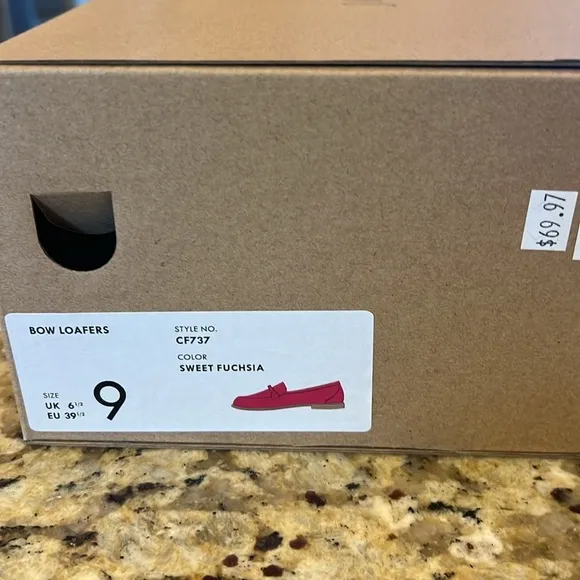 $69.97
BOW LOAFERS
STYLE NO.
CF737
COLOR
SWEET FUCHSIA
SIZE
UK 6 1/2
EU 39 1/2
9